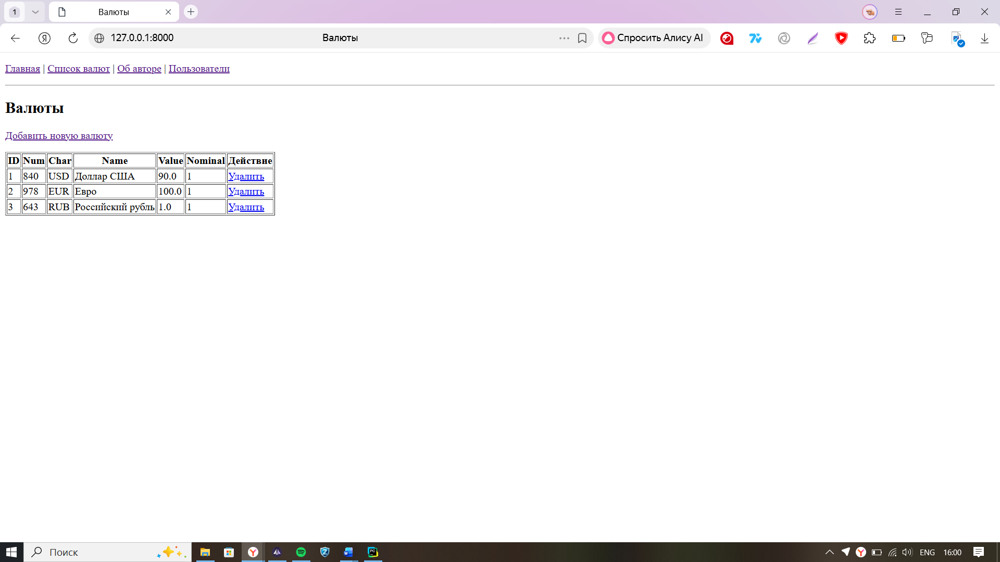 1
Валюты
127.0.0.1:8000 Валюты Спросить Алису AI
Главная | Список валют | Об авторе | Пользователи
Валюты
Добавить новую валюту
ID Num Char Name Value Nominal Действие
1 840 USD Доллар США 90.0 1 Удалить
2 978 EUR Евро 100.0 1 Удалить
3 643 RUB Российский рубль 1.0 1 Удалить
Поиск
ENG 16:00